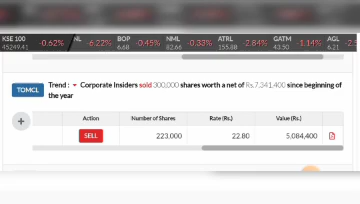 KSE 100 NL BOP NML ATRL GATM AGL
45249.41 -0.62% -6.22% 6.68 -0.45% 82.66 -0.33% 155.88 -2.84% 43.50 -1.14% 6.21
TOMCL Trend : Corporate Insiders sold 300,000 shares worth a net of Rs.7,341,400 since beginning of
the year
Action Number of Shares Rate (Rs.) Value (Rs.)
+ SELL 223,000 22.80 5,084,400